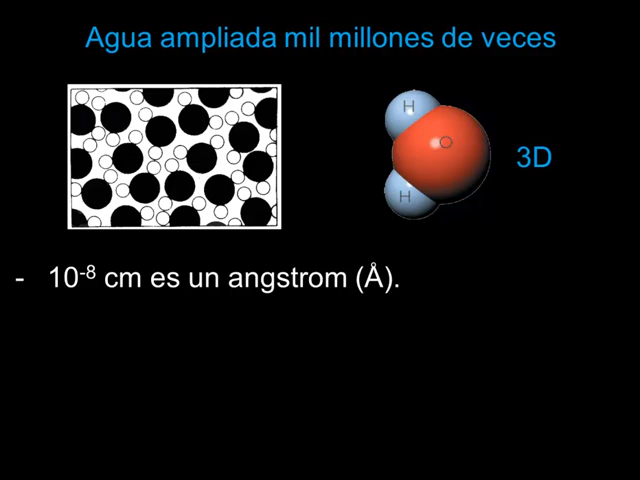 Agua ampliada mil millones de veces
H
O
3D
H
- 10⁻⁸ cm es un angstrom (Å).